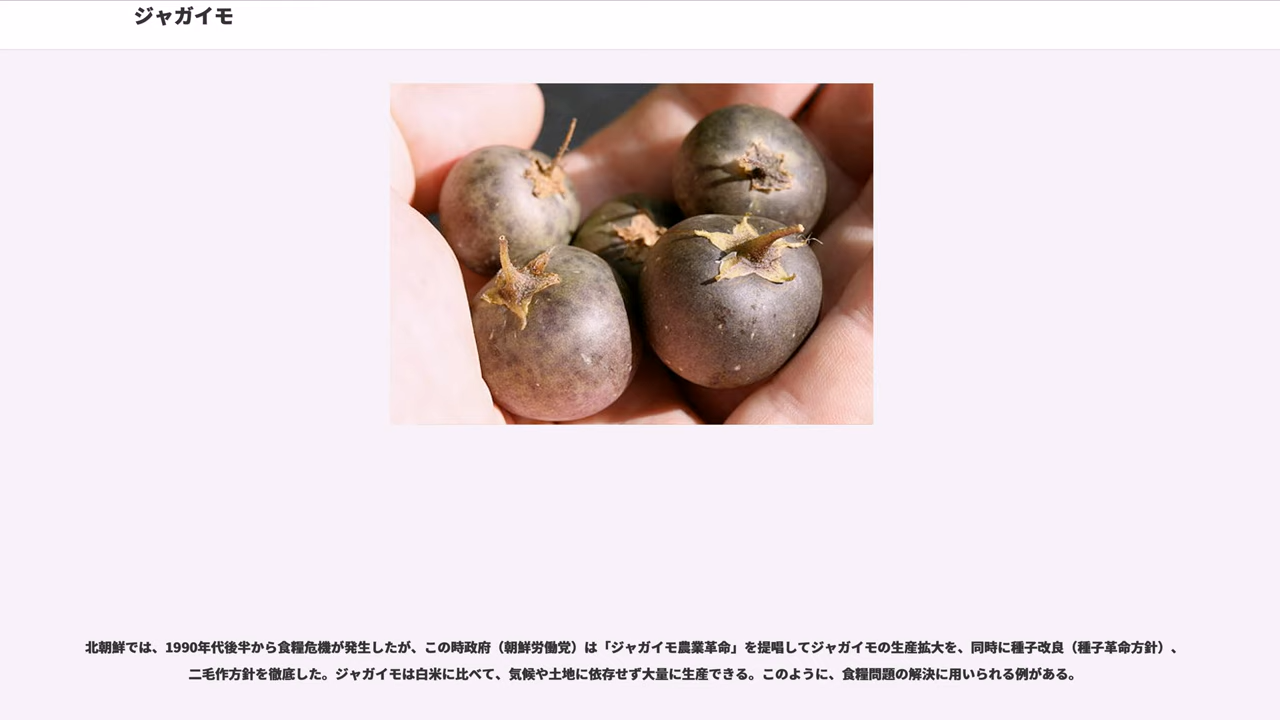 ジャガイモ
北朝鮮では、1990年代後半から食糧危機が発生したが、この時政府（朝鮮労働党）は「ジャガイモ農業革命」を提唱してジャガイモの生産拡大を、同時に種子改良（種子革命方針）、
二毛作方針を徹底した。ジャガイモは白米に比べて、気候や土地に依存せず大量に生産できる。このように、食糧問題の解決に用いられる例がある。